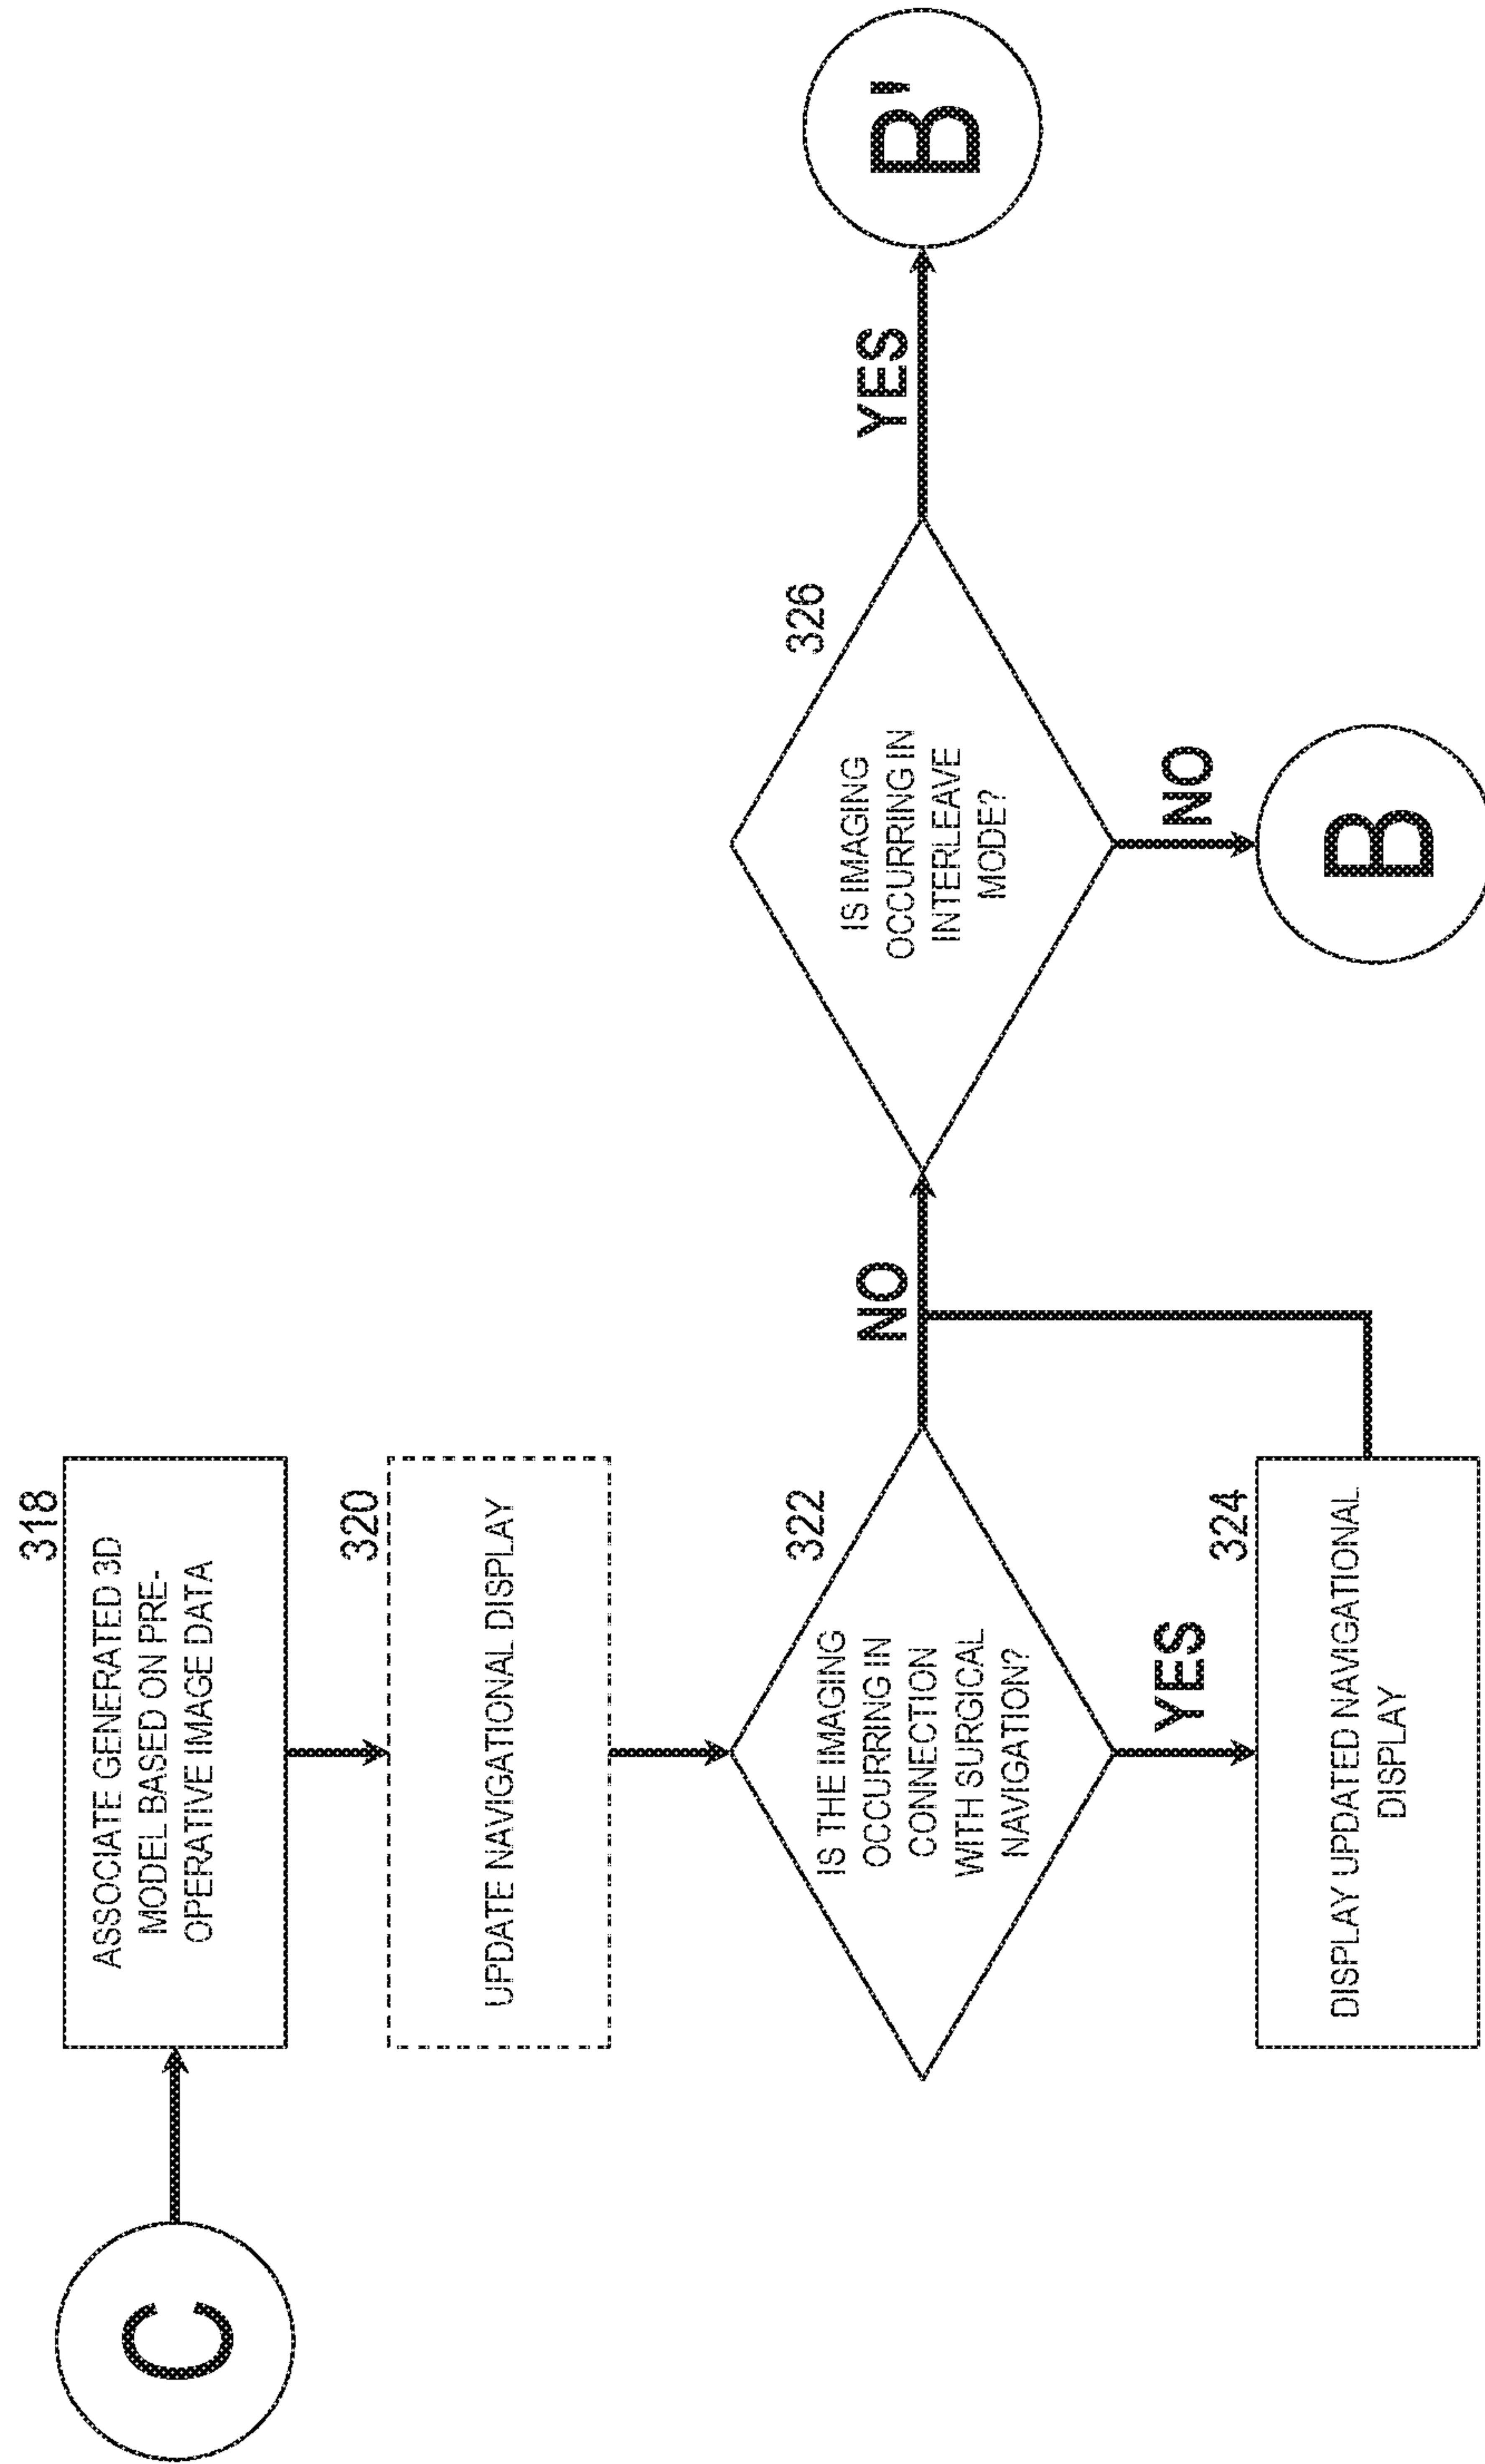 C
318
ASSOCIATE GENERATED 3D
MODEL BASED ON PRE-
OPERATIVE IMAGE DATA
320
UPDATE NAVIGATIONAL DISPLAY
322
IS THE IMAGING
OCCURRING IN
CONNECTION
WITH SURGICAL
NAVIGATION?
YES
324
DISPLAY UPDATED NAVIGATIONAL
DISPLAY
NO
326
IS IMAGING
OCCURRING IN
INTERLEAVE
MODE?
NO
B
YES
B'